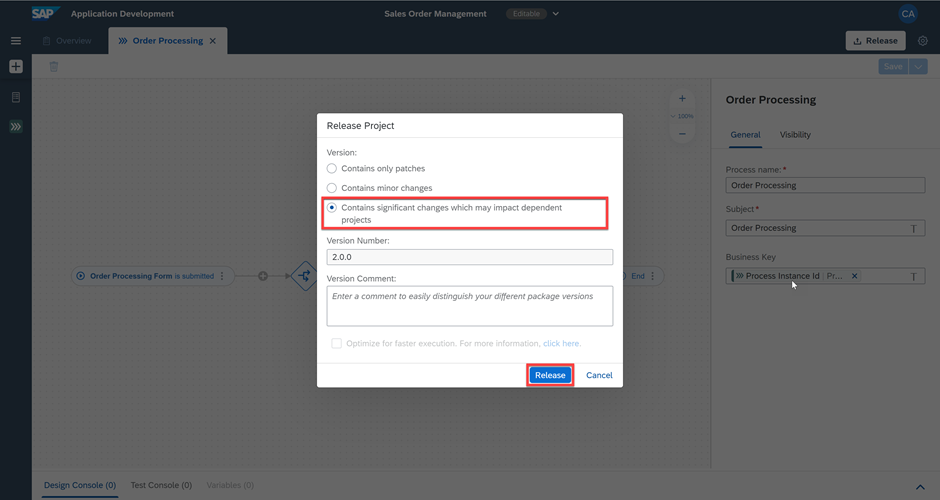 SAP Application Development Sales Order Management Editable CA
Overview Order Processing Release
Save
100%
Order Processing
General Visibility
Process name: *
Order Processing
Subject *
Order Processing
Business Key
Process Instance Id Pr...
Order Processing Form is submitted End
Release Project
Version:
Contains only patches
Contains minor changes
Contains significant changes which may impact dependent
projects
Version Number:
2.0.0
Version Comment:
Enter a comment to easily distinguish your different package versions
Optimize for faster execution. For more information, click here.
Release Cancel
Design Console (0) Test Console (0) Variables (0)